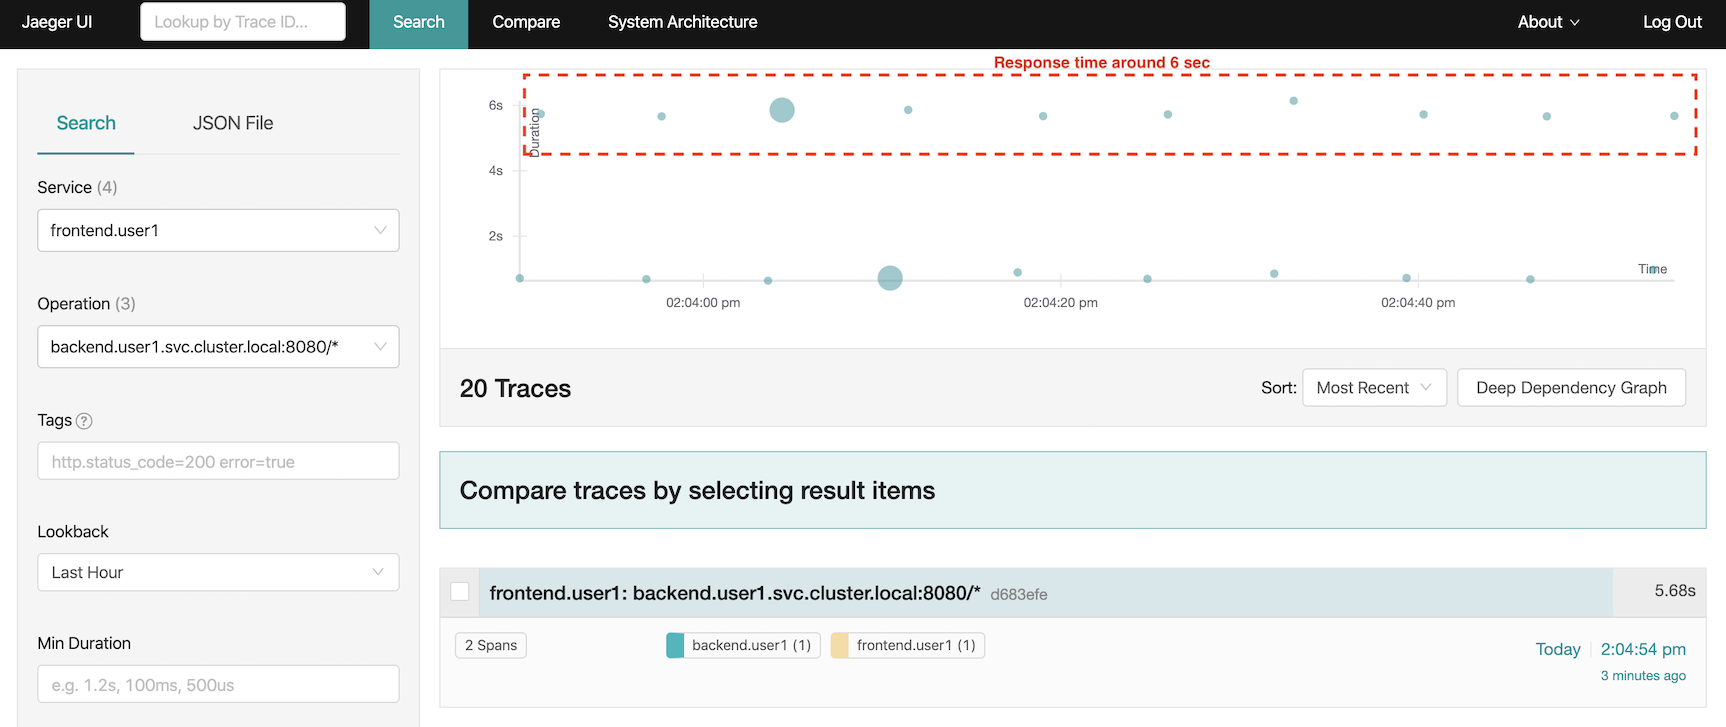 Jaeger UI
Lookup by Trace ID...
Search
Compare
System Architecture
About
Log Out
Search
JSON File
Service (4)
frontend.user1
Operation (3)
backend.user1.svc.cluster.local:8080/*
Tags ?
http.status_code=200 error=true
Lookback
Last Hour
Min Duration
e.g. 1.2s, 100ms, 500us
Response time around 6 sec
6s
Duration
4s
2s
Time
02:04:00 pm
02:04:20 pm
02:04:40 pm
20 Traces
Sort:
Most Recent
Deep Dependency Graph
Compare traces by selecting result items
frontend.user1: backend.user1.svc.cluster.local:8080/* d683efe
5.68s
2 Spans
backend.user1 (1)
frontend.user1 (1)
Today
2:04:54 pm
3 minutes ago